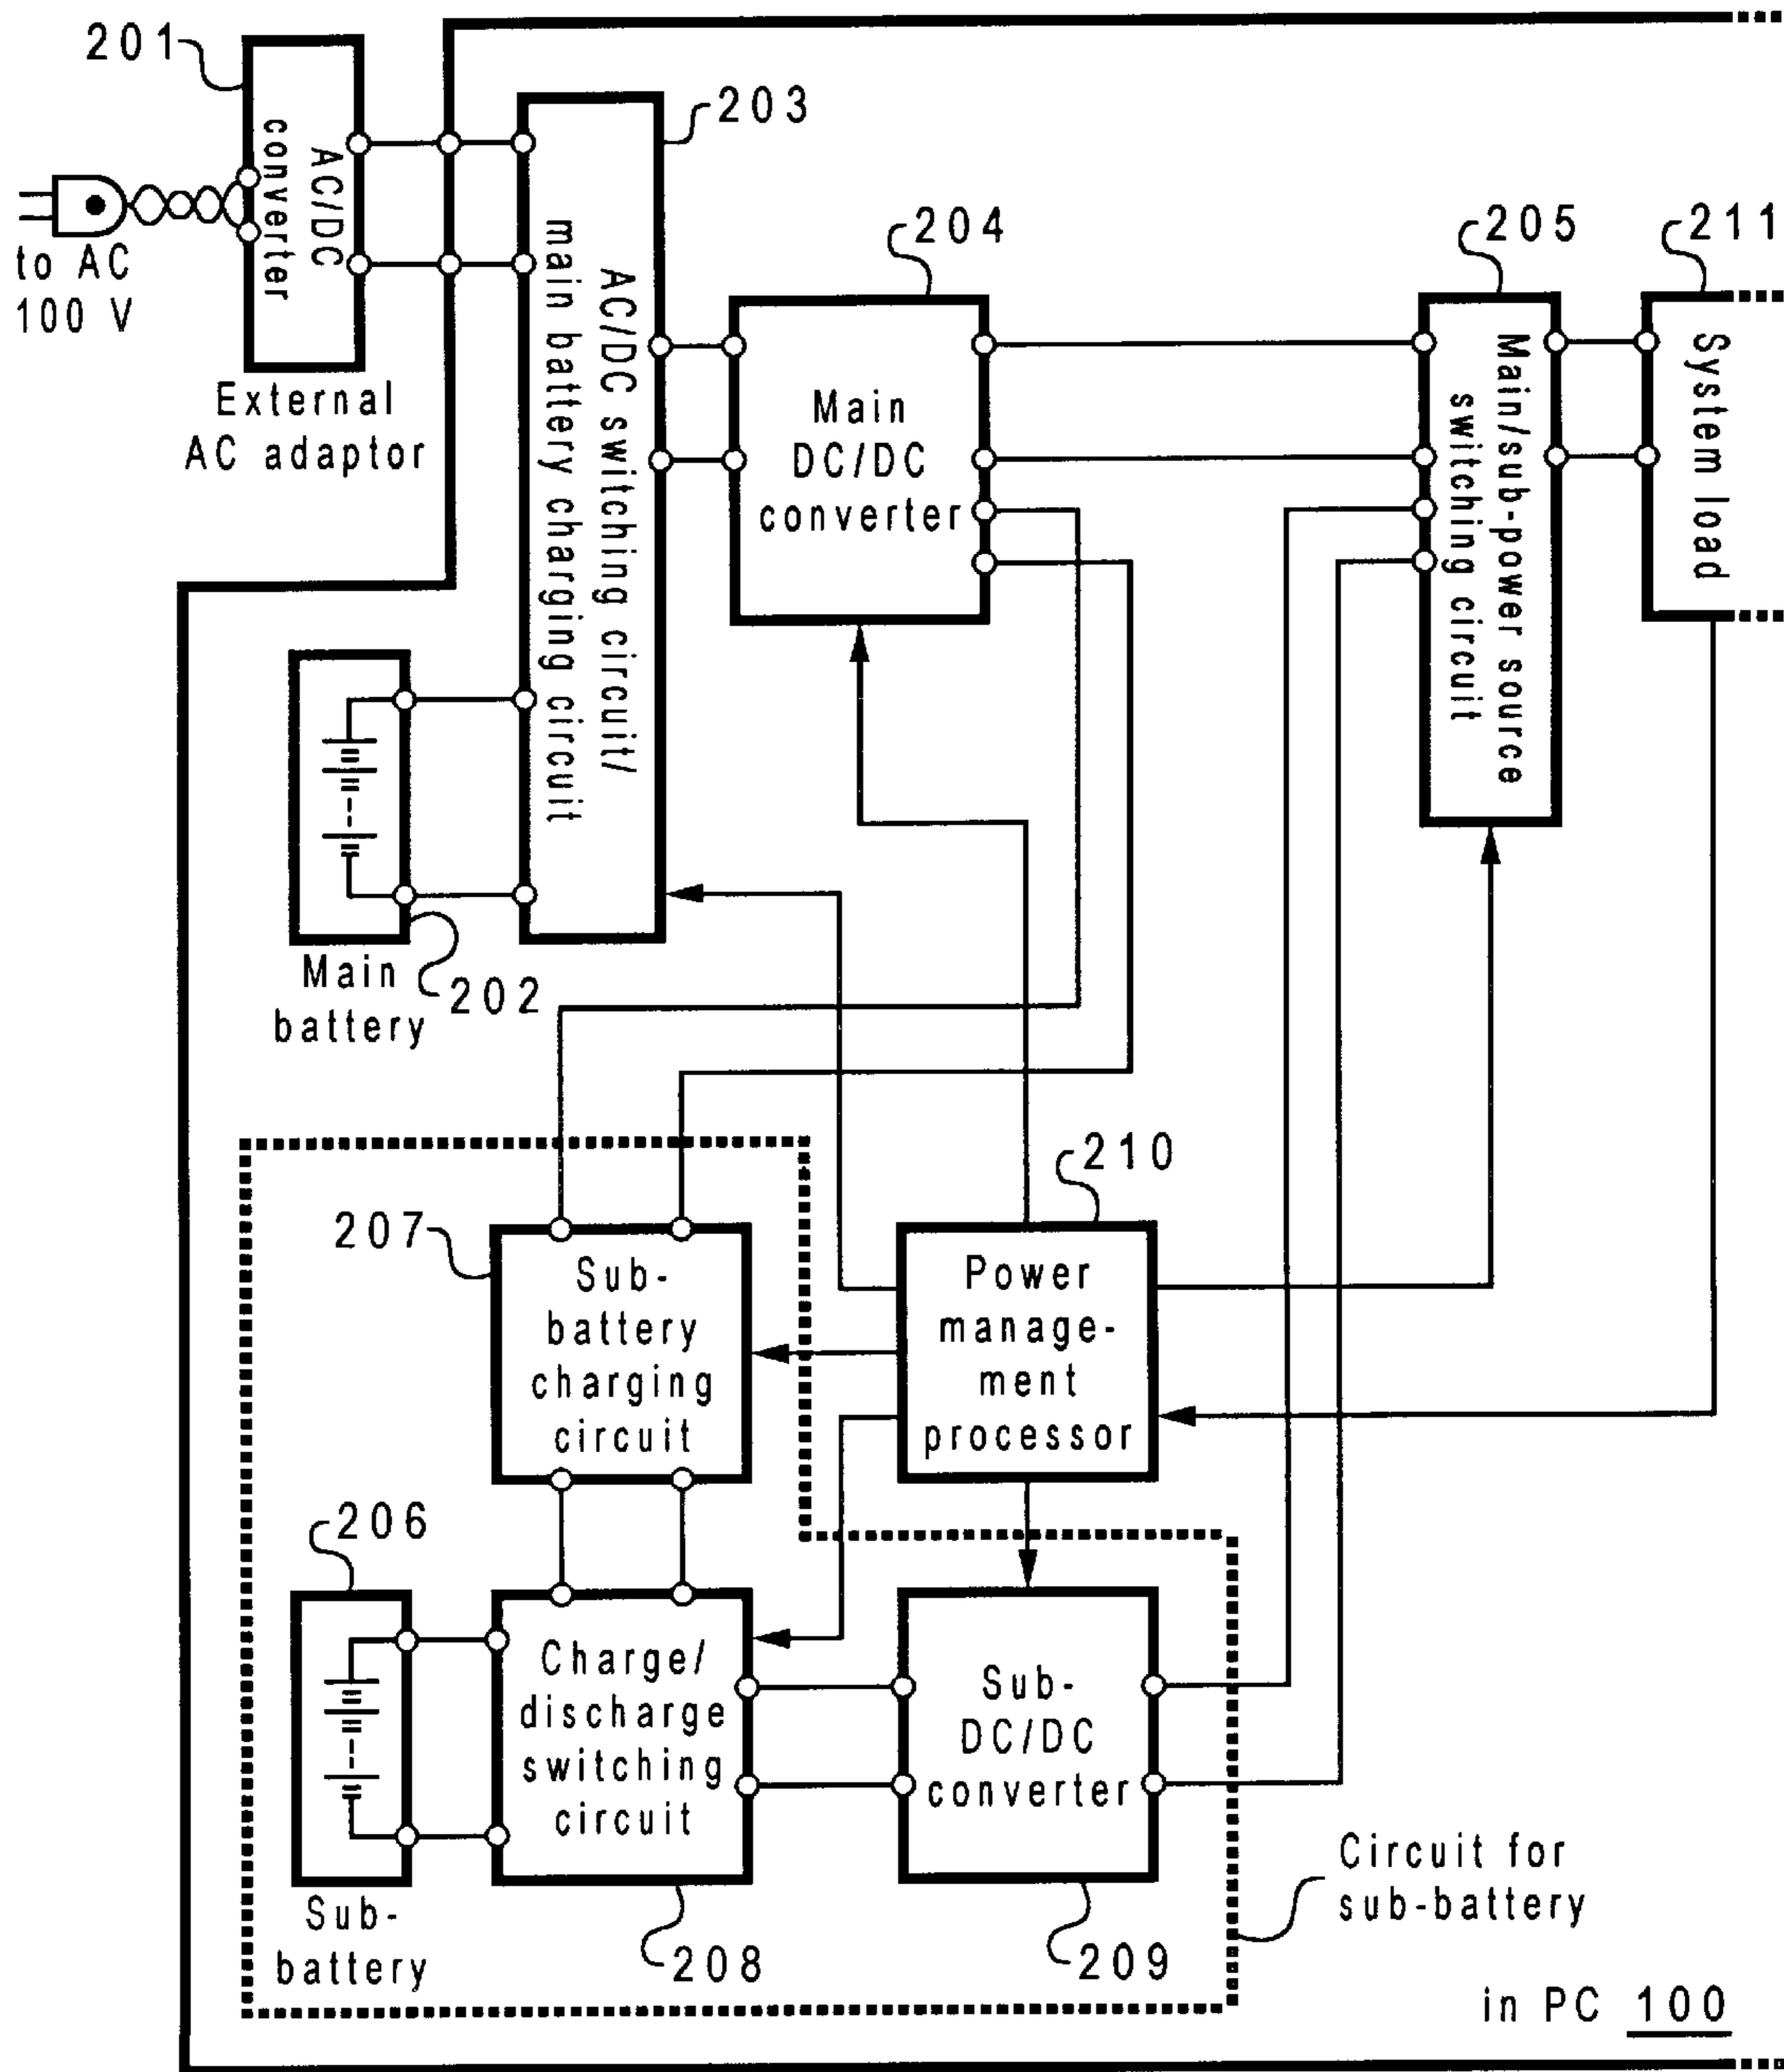 201
AC/DC
converter
to AC
100 V
External
AC adaptor
203
AC/DC switching circuit/
main battery charging circuit
204
Main
DC/DC
converter
205
Main/sub-power source
switching circuit
211
System load
Main
battery
202
207
Sub-
battery
charging
circuit
210
Power
manage-
ment
processor
206
Sub-
battery
Charge/
discharge
switching
circuit
208
Sub-
DC/DC
converter
209
Circuit for
sub-battery
in PC 100